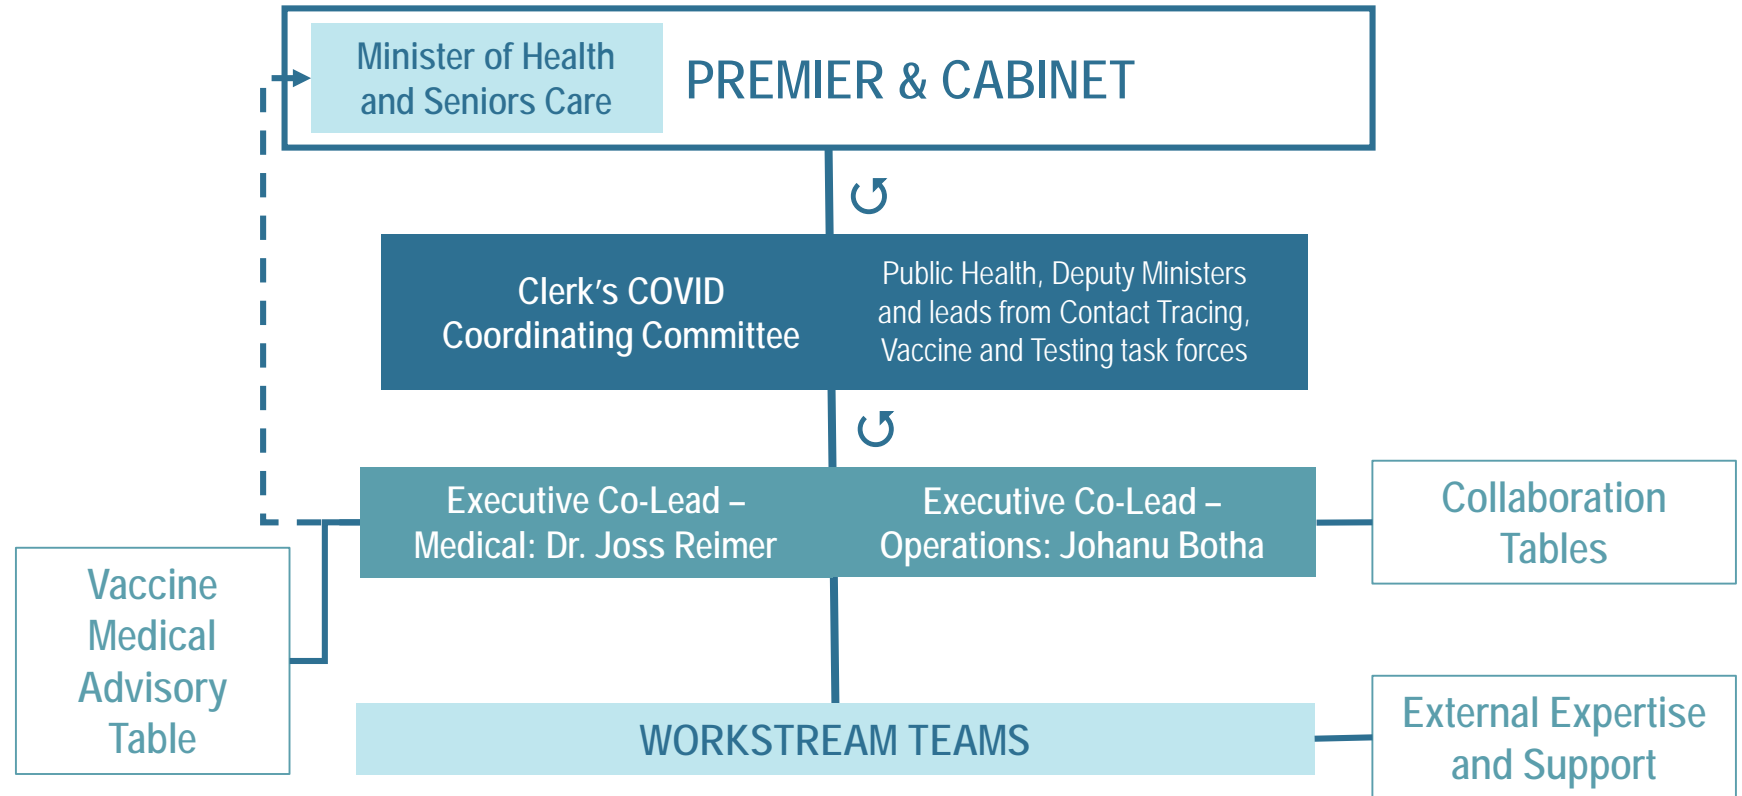 Minister of Health
and Seniors Care
PREMIER & CABINET
Clerk's COVID
Coordinating Committee
Public Health, Deputy Ministers
and leads from Contact Tracing,
Vaccine and Testing task forces
Executive Co-Lead –
Medical: Dr. Joss Reimer
Executive Co-Lead –
Operations: Johanu Botha
Collaboration
Tables
Vaccine
Medical
Advisory
Table
WORKSTREAM TEAMS
External Expertise
and Support